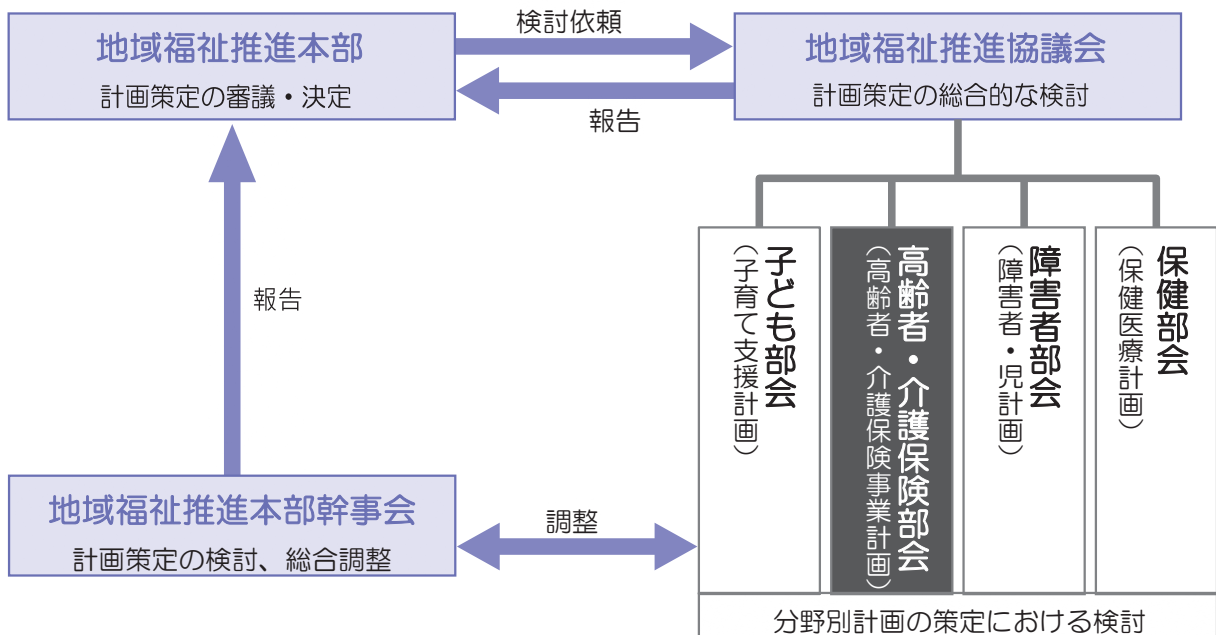 地域福祉推進本部
計画策定の審議・決定
検討依頼
報告
地域福祉推進協議会
計画策定の総合的な検討
報告
地域福祉推進本部幹事会
計画策定の検討、総合調整
調整
保健部会
（保健医療計画）
障害者部会
（障害者・児計画）
高齢者・介護保険部会
（高齢者・介護保険事業計画）
子ども部会
（子育て支援計画）
分野別計画の策定における検討